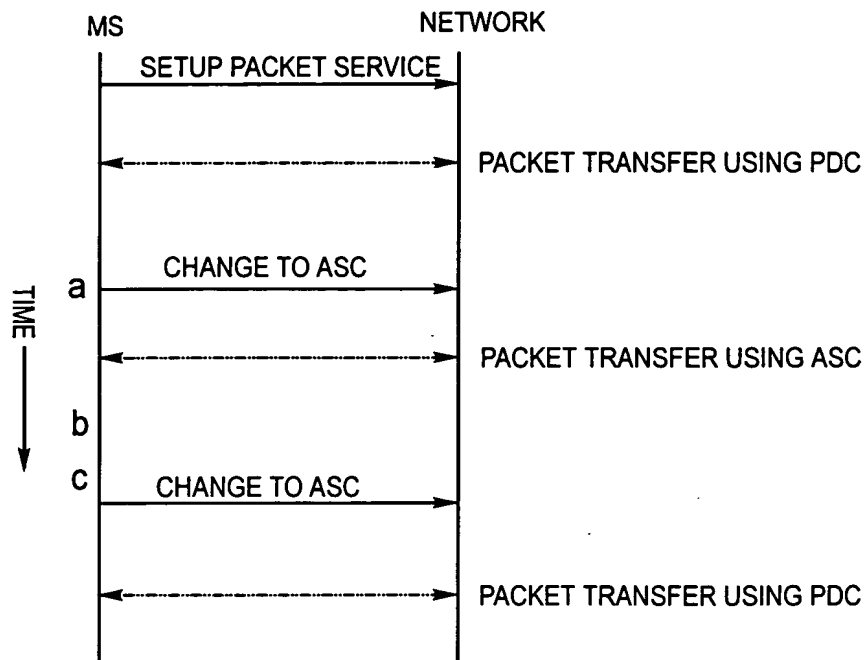 MS
NETWORK
SETUP PACKET SERVICE
PACKET TRANSFER USING PDC
CHANGE TO ASC
a
TIME
PACKET TRANSFER USING ASC
b
c
CHANGE TO ASC
PACKET TRANSFER USING PDC